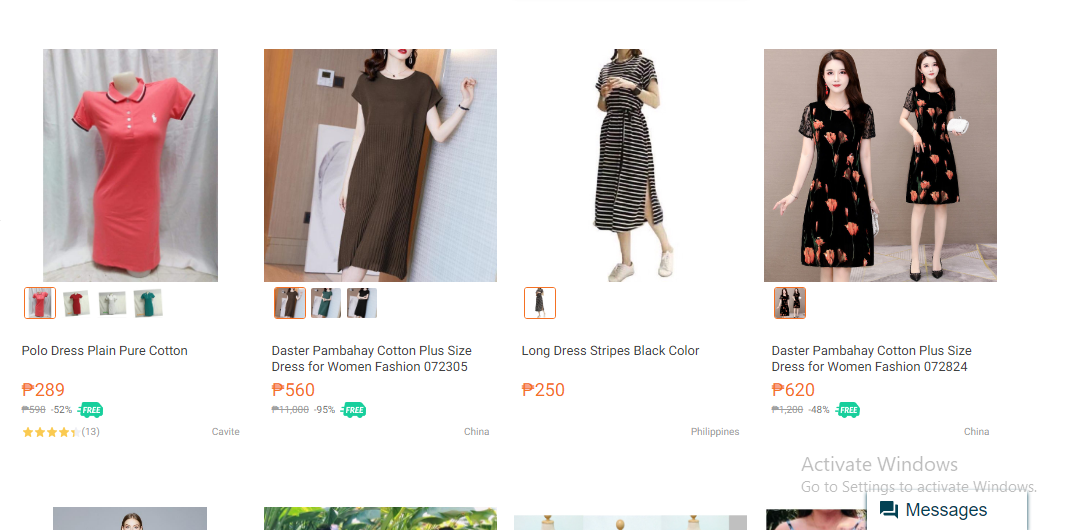 Polo Dress Plain Pure Cotton
₱289
₱590 -52% FREE
(13) Cavite
Daster Pambahay Cotton Plus Size
Dress for Women Fashion 072305
₱560
₱11,000 -95% FREE
China
Long Dress Stripes Black Color
₱250
Philippines
Daster Pambahay Cotton Plus Size
Dress for Women Fashion 072824
₱620
₱1,200 -48% FREE
China
Activate Windows
Go to Settings to activate Windows.
Messages